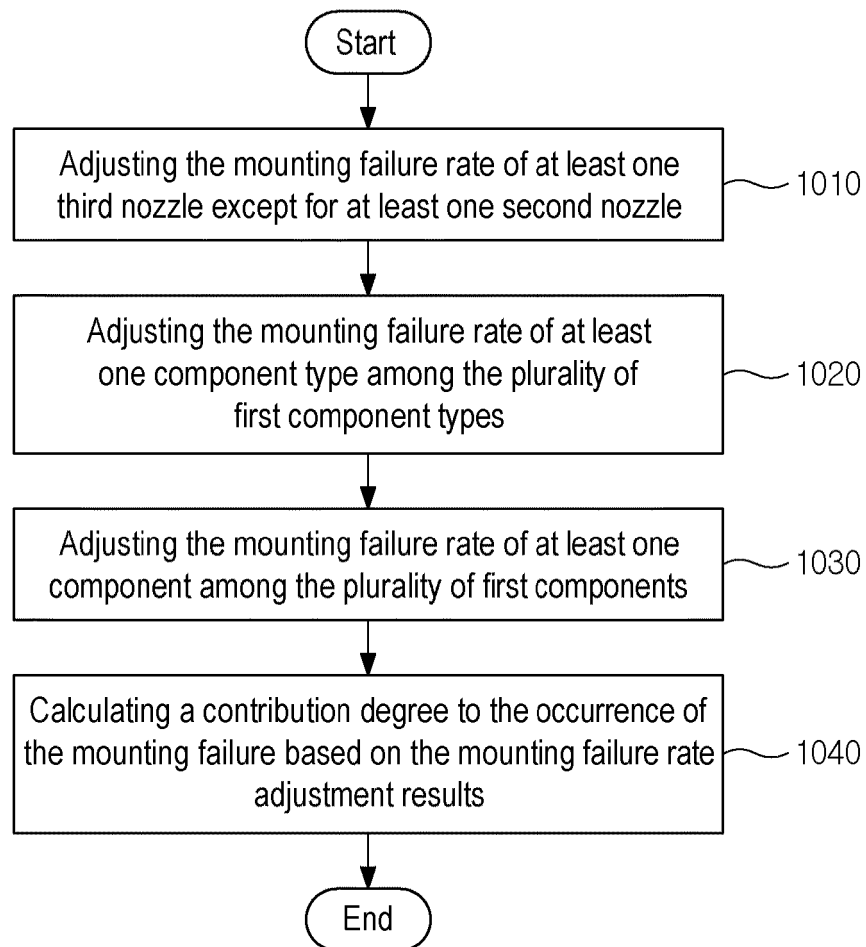 Start
Adjusting the mounting failure rate of at least one
third nozzle except for at least one second nozzle
1010
Adjusting the mounting failure rate of at least
one component type among the plurality of
first component types
1020
Adjusting the mounting failure rate of at least one
component among the plurality of first components
1030
Calculating a contribution degree to the occurrence of
the mounting failure based on the mounting failure rate
adjustment results
1040
End